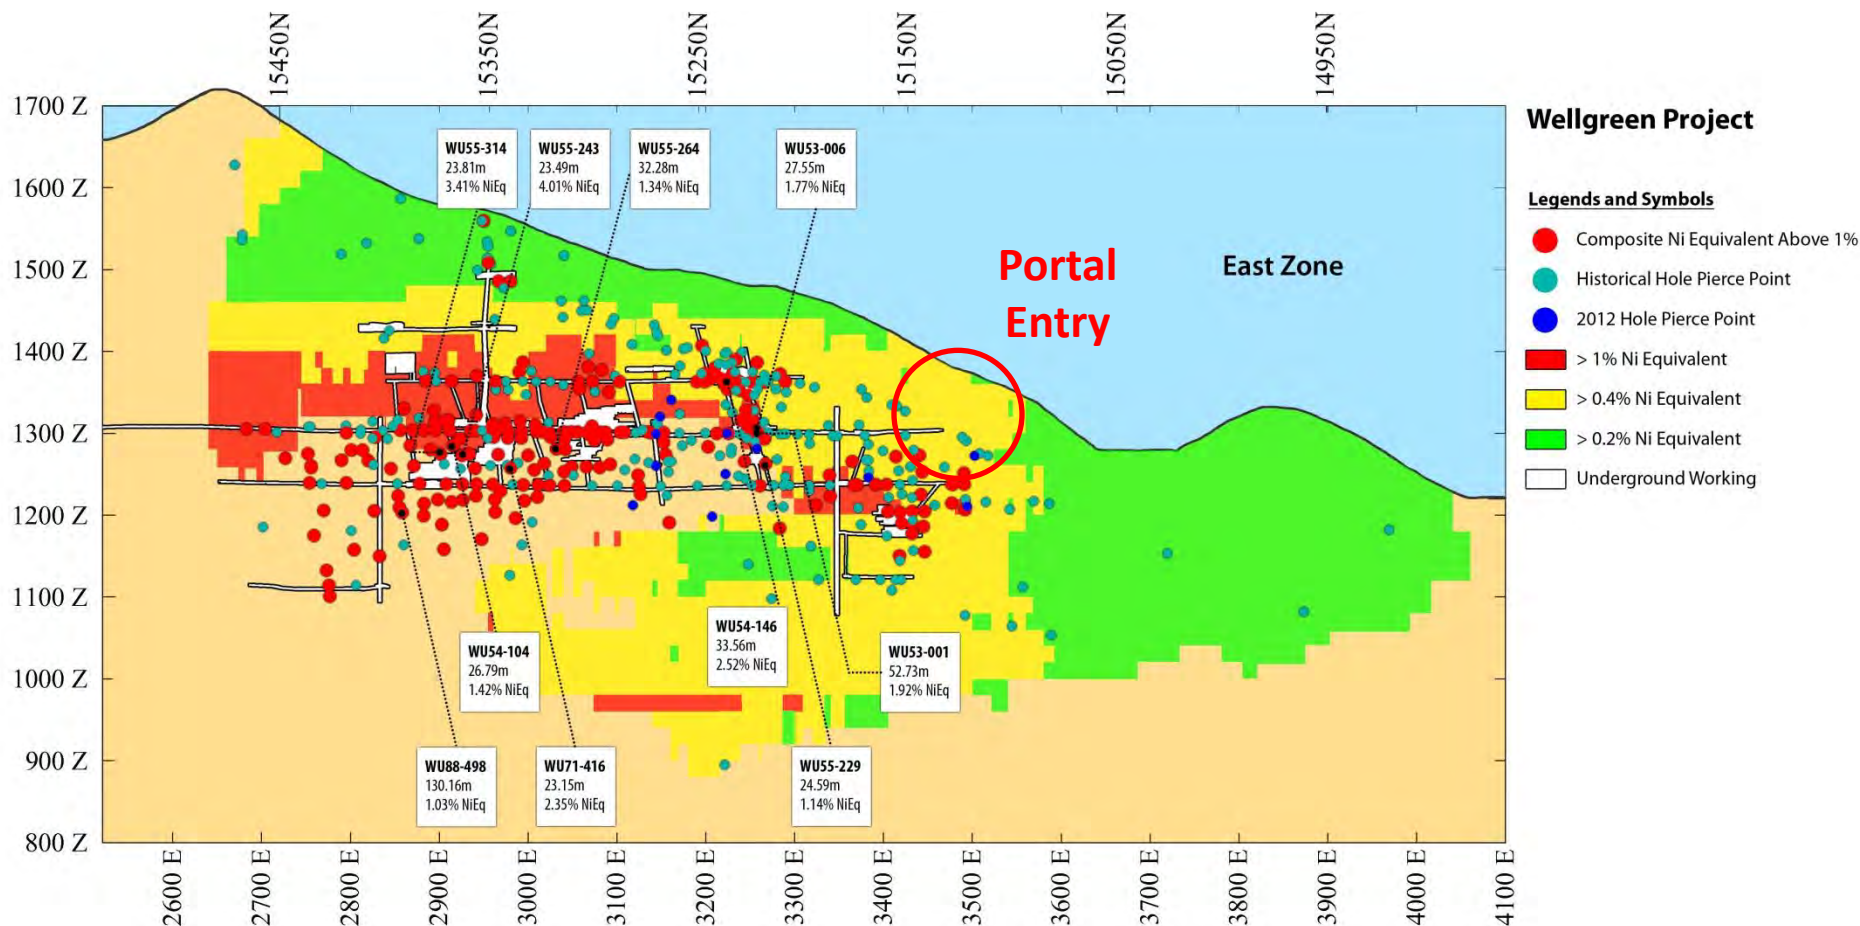 15450N
15350N
15250N
15150N
15050N
14950N
1700 Z
1600 Z
1500 Z
1400 Z
1300 Z
1200 Z
1100 Z
1000 Z
900 Z
800 Z
WU55-314
23.81m
3.41% NiEq
WU55-243
23.49m
4.01% NiEq
WU55-264
32.28m
1.34% NiEq
WU53-006
27.55m
1.77% NiEq
Portal
Entry
East Zone
WU54-104
26.79m
1.42% NiEq
WU54-146
33.56m
2.52% NiEq
WU53-001
52.73m
1.92% NiEq
WU88-498
130.16m
1.03% NiEq
WU71-416
23.15m
2.35% NiEq
WU55-229
24.59m
1.14% NiEq
2600 E
2700 E
2800 E
2900 E
3000 E
3100 E
3200 E
3300 E
3400 E
3500 E
3600 E
3700 E
3800 E
3900 E
4000 E
4100 E
Wellgreen Project
Legends and Symbols
Composite Ni Equivalent Above 1%
Historical Hole Pierce Point
2012 Hole Pierce Point
> 1% Ni Equivalent
> 0.4% Ni Equivalent
> 0.2% Ni Equivalent
Underground Working